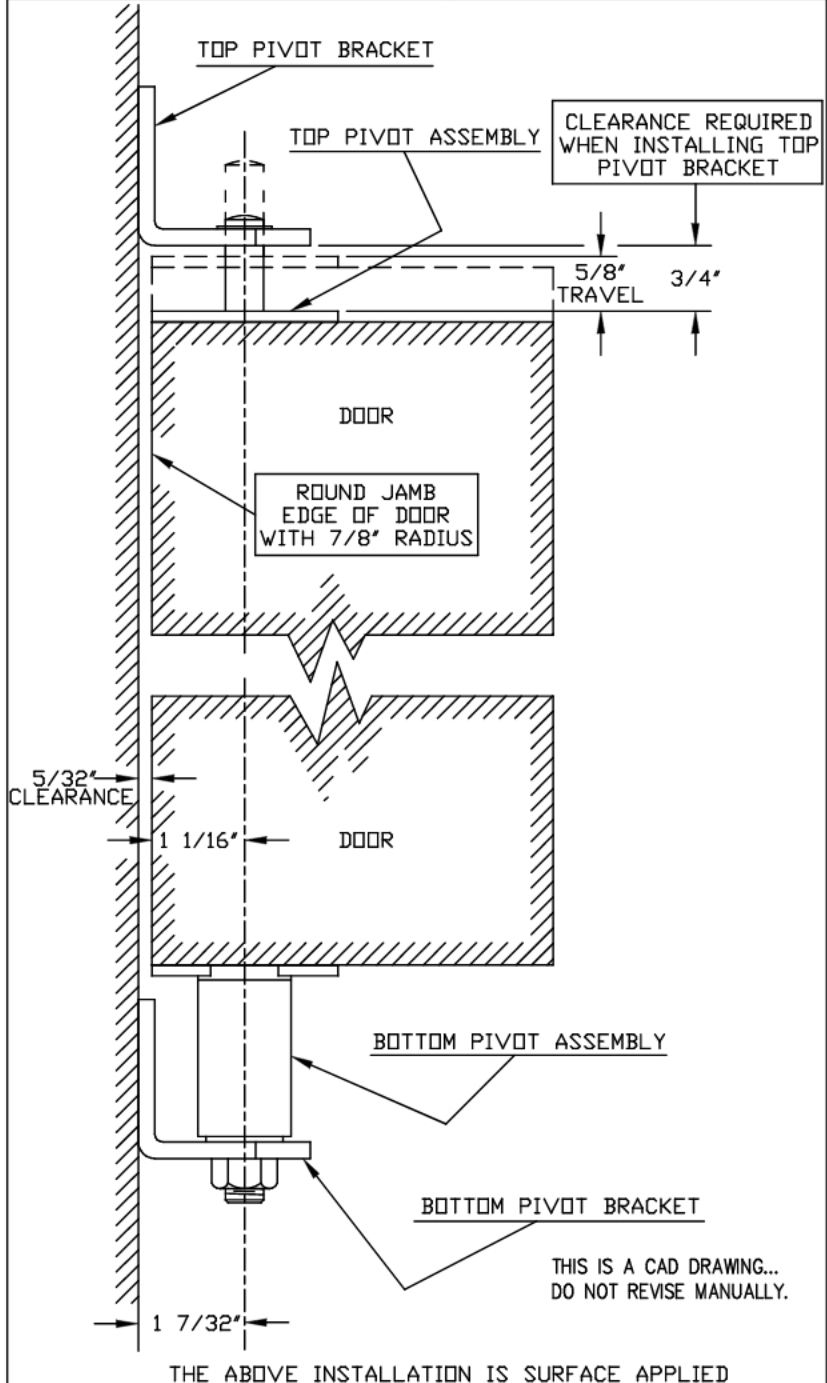 TOP PIVOT BRACKET
TOP PIVOT ASSEMBLY
CLEARANCE REQUIRED
WHEN INSTALLING TOP
PIVOT BRACKET
5/8"
TRAVEL
3/4"
DOOR
ROUND JAMB
EDGE OF DOOR
WITH 7/8" RADIUS
5/32"
CLEARANCE
1 1/16"
DOOR
BOTTOM PIVOT ASSEMBLY
BOTTOM PIVOT BRACKET
THIS IS A CAD DRAWING...
DO NOT REVISE MANUALLY.
1 7/32"
THE ABOVE INSTALLATION IS SURFACE APPLIED